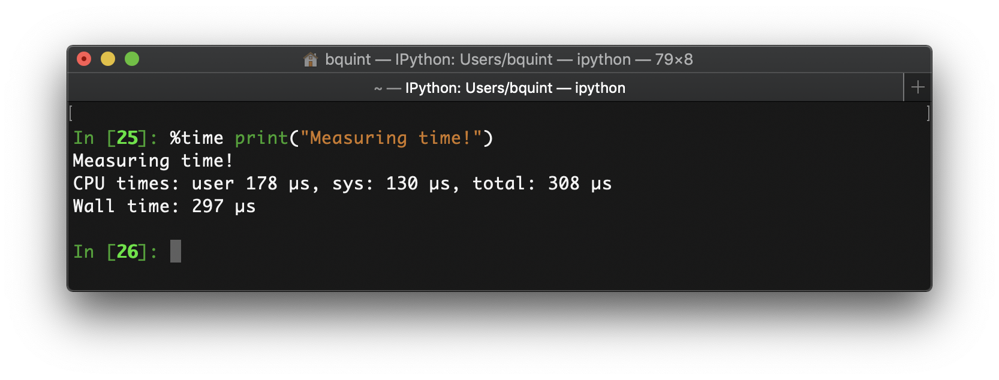 bquint — IPython: Users/bquint — ipython — 79×8
~ — IPython: Users/bquint — ipython
[ ]
In [25]: %time print("Measuring time!")
Measuring time!
CPU times: user 178 µs, sys: 130 µs, total: 308 µs
Wall time: 297 µs
In [26]: